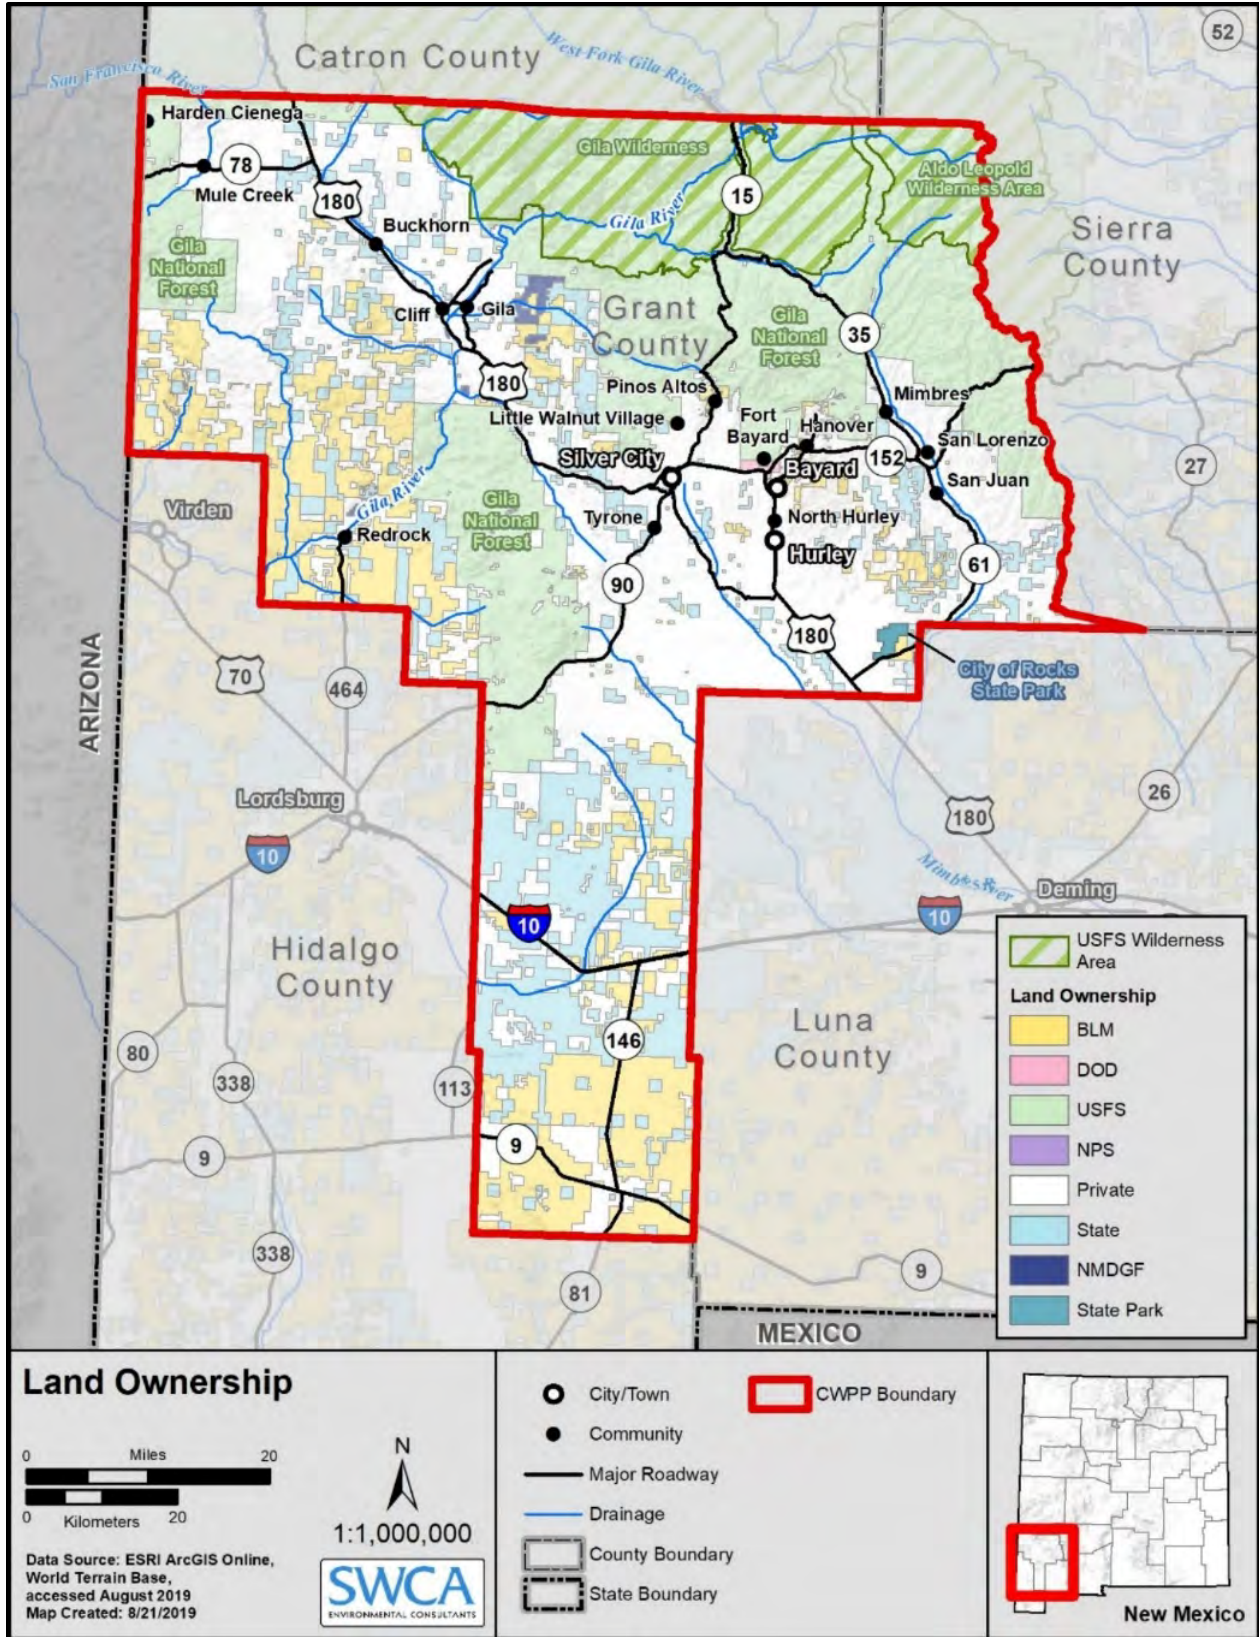 52
Catron County
West Fork Gila River
San Francisco River
Harden Cienega
Gila Wilderness
78
Mule Creek
180
15
Aldo Leopold
Wilderness Area
Gila River
Buckhorn
Sierra
County
Gila
National
Forest
Cliff
Gila
Grant
County
Gila
National
Forest
35
180
Pinos Altos
Mimbres
Little Walnut Village
Fort
Bayard
Hanover
San Lorenzo
Silver City
Bayard
152
27
San Juan
Virden
Gila River
Gila
National
Forest
Tyrone
North Hurley
Redrock
Hurley
61
90
180
City of Rocks
State Park
ARIZONA
70
464
Lordsburg
10
26
180
Deming
10
10
Hidalgo
County
Luna
County
146
80
338
113
9
9
338
81
9
MEXICO
USFS Wilderness
Area
Land Ownership
BLM
DOD
USFS
NPS
Private
State
NMDGF
State Park
Land Ownership
0 Miles 20
0 Kilometers 20
N
1:1,000,000
Data Source: ESRI ArcGIS Online,
World Terrain Base,
accessed August 2019
Map Created: 8/21/2019
SWCA
ENVIRONMENTAL CONSULTANTS
City/Town
Community
Major Roadway
Drainage
County Boundary
State Boundary
CWPP Boundary
New Mexico